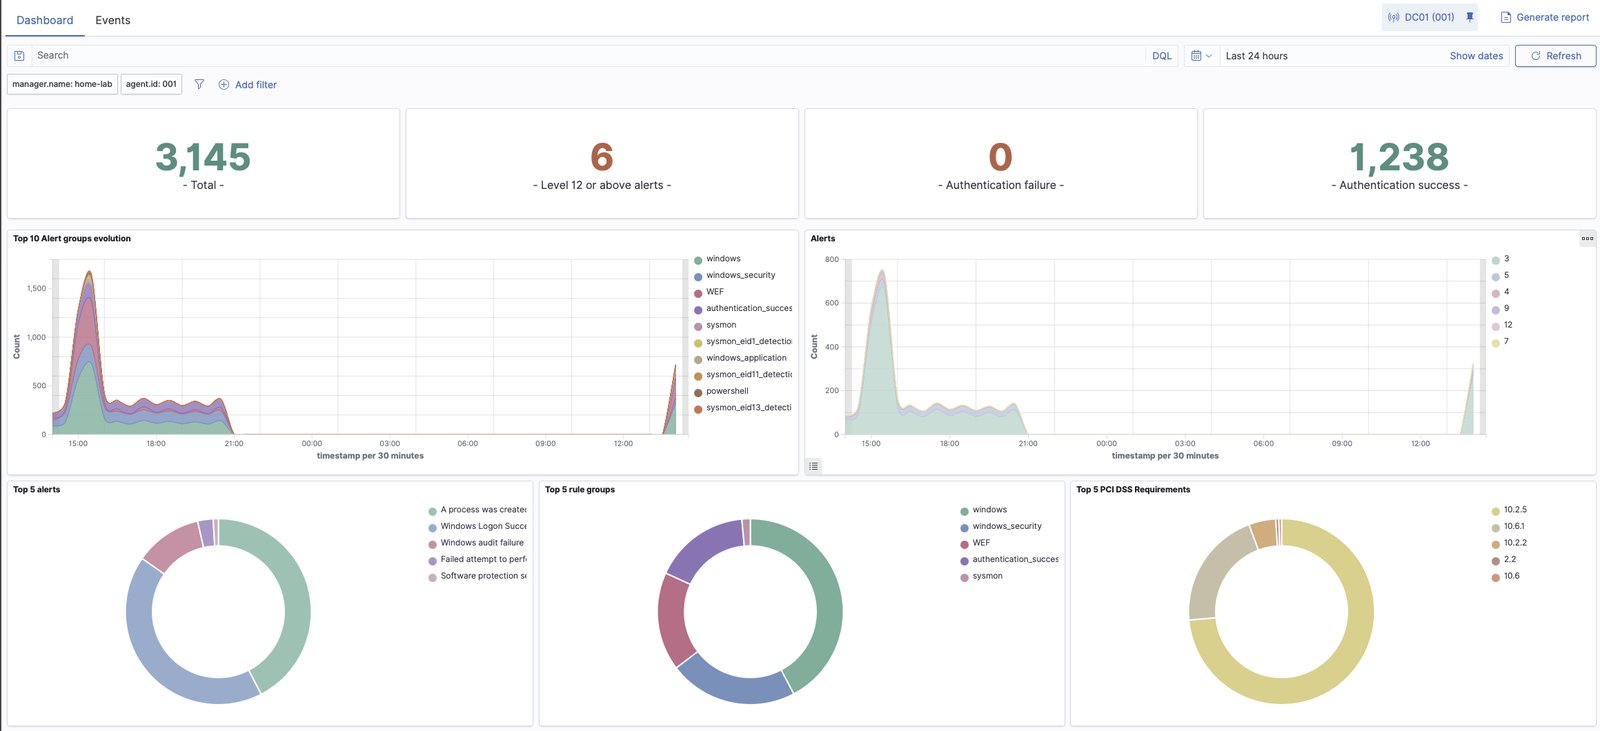 Dashboard Events DC01 (001) Generate report
Search DQL Last 24 hours Show dates Refresh
manager.name: home-lab agent.id: 001 Add filter
3,145
- Total -
6
- Level 12 or above alerts -
0
- Authentication failure -
1,238
- Authentication success -
Top 10 Alert groups evolution
1,500
1,000
500
0
Count
15:00 18:00 21:00 00:00 03:00 06:00 09:00 12:00
timestamp per 30 minutes
windows
windows_security
WEF
authentication_succes
sysmon
sysmon_eid1_detection
windows_application
sysmon_eid11_detectic
powershell
sysmon_eid13_detecti
Alerts
800
600
400
200
0
Count
15:00 18:00 21:00 00:00 03:00 06:00 09:00 12:00
timestamp per 30 minutes
3
5
4
9
12
7
Top 5 alerts
A process was created
Windows Logon Succe
Windows audit failure
Failed attempt to perf
Software protection se
Top 5 rule groups
windows
windows_security
WEF
authentication_succes
sysmon
Top 5 PCI DSS Requirements
10.2.5
10.6.1
10.2.2
2.2
10.6